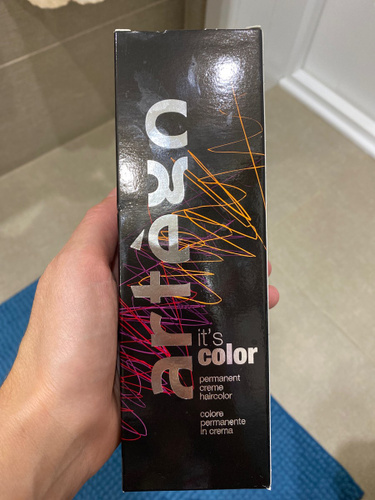 artègo
it's
color
permanent
creme
haircolor
colore
permanente
in crema